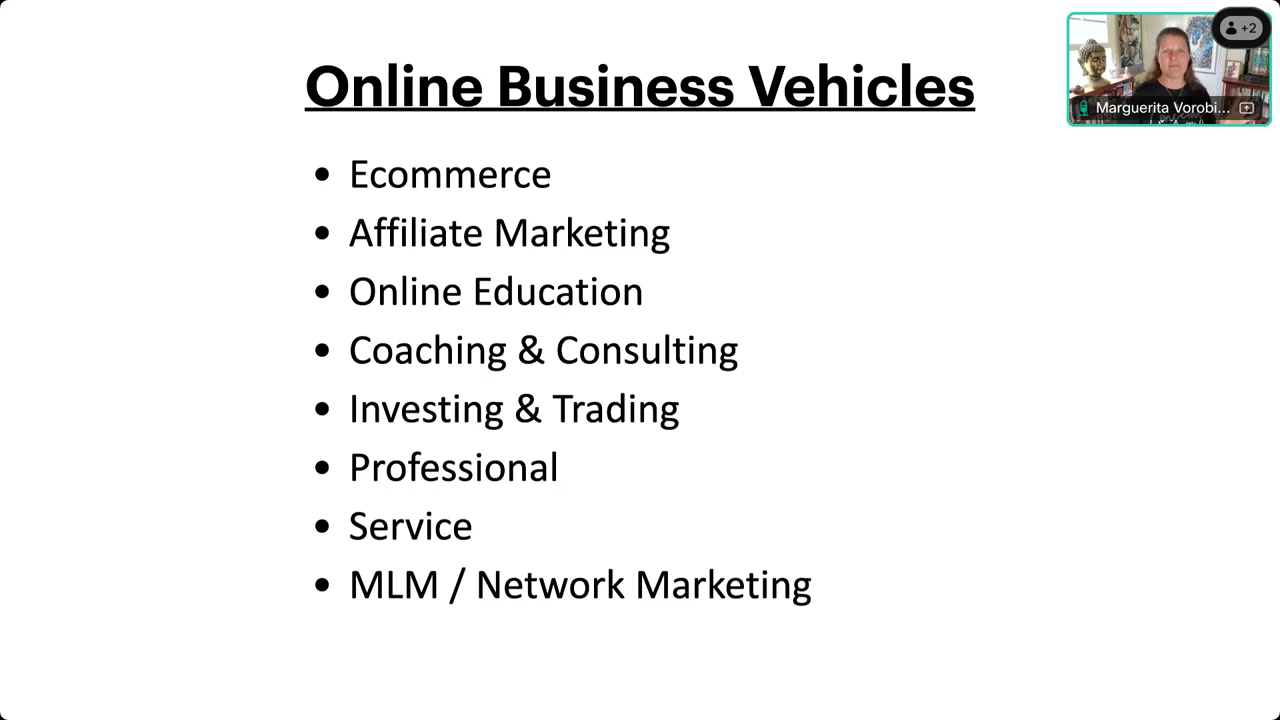 Online Business Vehicles
• Ecommerce
• Affiliate Marketing
• Online Education
• Coaching & Consulting
• Investing & Trading
• Professional
• Service
• MLM / Network Marketing
+2
Marguerita Vorobi...